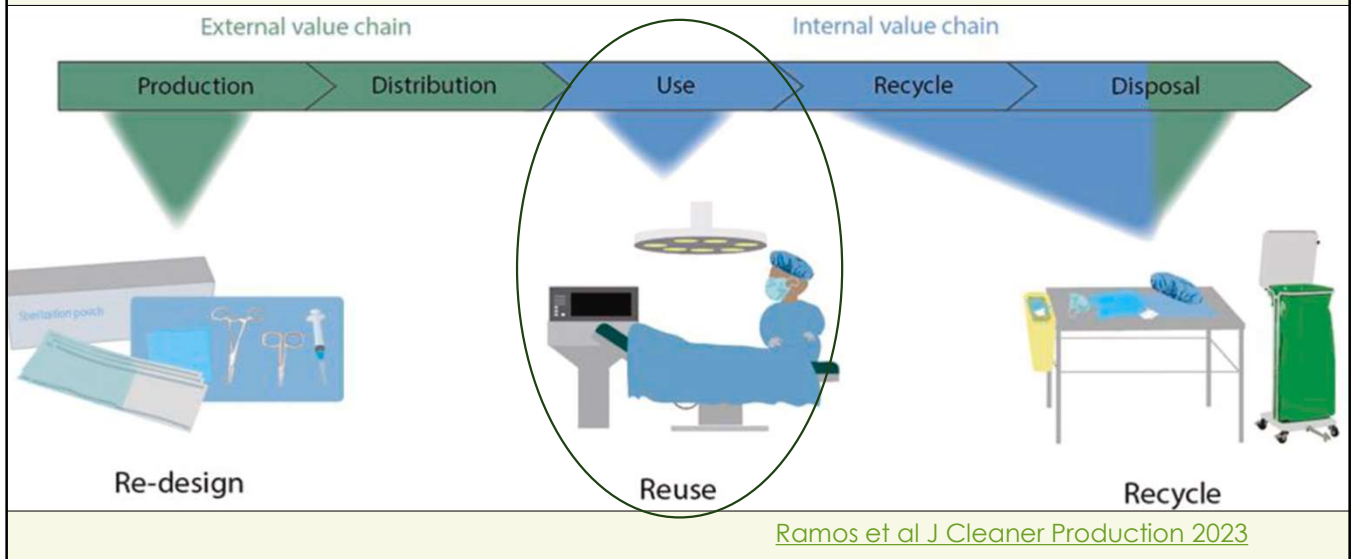 External value chain
Internal value chain
Production
Distribution
Use
Recycle
Disposal
Sterilization pouch
Re-design
Reuse
Recycle
Ramos et al J Cleaner Production 2023